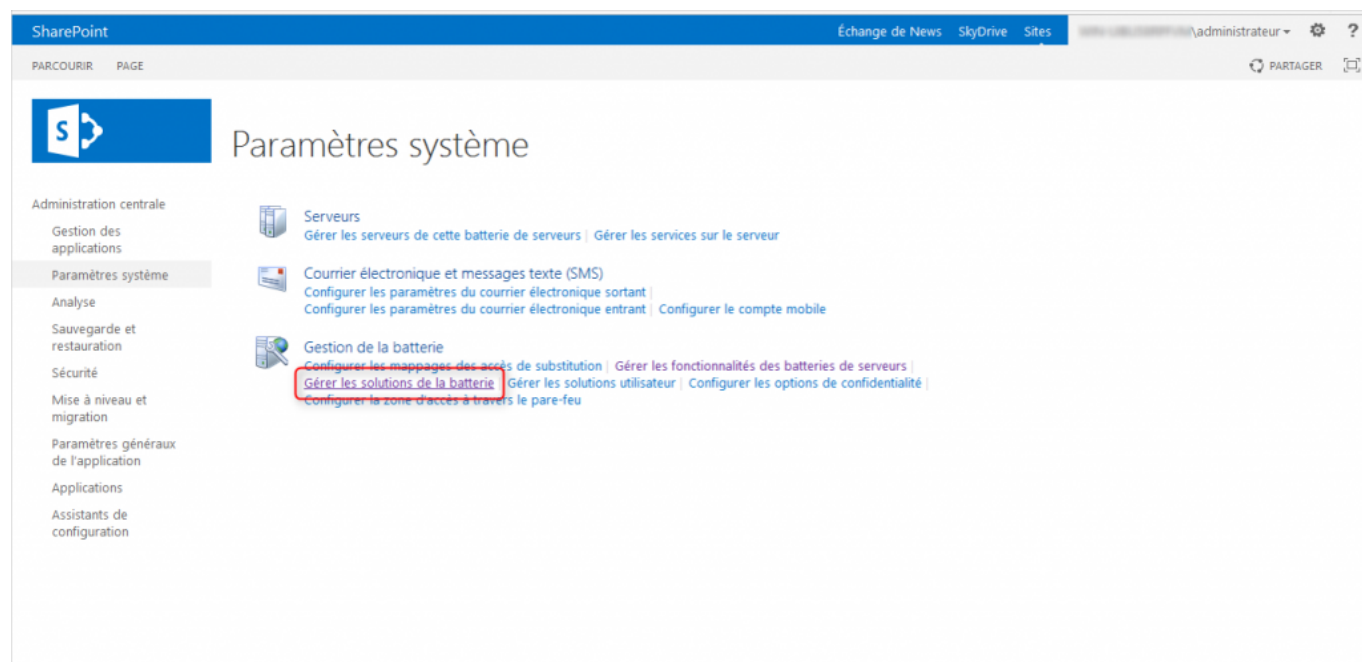 SharePoint
Échange de News SkyDrive Sites \administrateur ?
PARCOURIR PAGE
PARTAGER
S
Paramètres système
Administration centrale
Gestion des
applications
Paramètres système
Analyse
Sauvegarde et
restauration
Sécurité
Mise à niveau et
migration
Paramètres généraux
de l'application
Applications
Assistants de
configuration
Serveurs
Gérer les serveurs de cette batterie de serveurs | Gérer les services sur le serveur
Courrier électronique et messages texte (SMS)
Configurer les paramètres du courrier électronique sortant |
Configurer les paramètres du courrier électronique entrant | Configurer le compte mobile
Gestion de la batterie
Configurer les mappages des accès de substitution | Gérer les fonctionnalités des batteries de serveurs |
Gérer les solutions de la batterie | Gérer les solutions utilisateur | Configurer les options de confidentialité |
Configurer la zone d'accès à travers le pare-feu